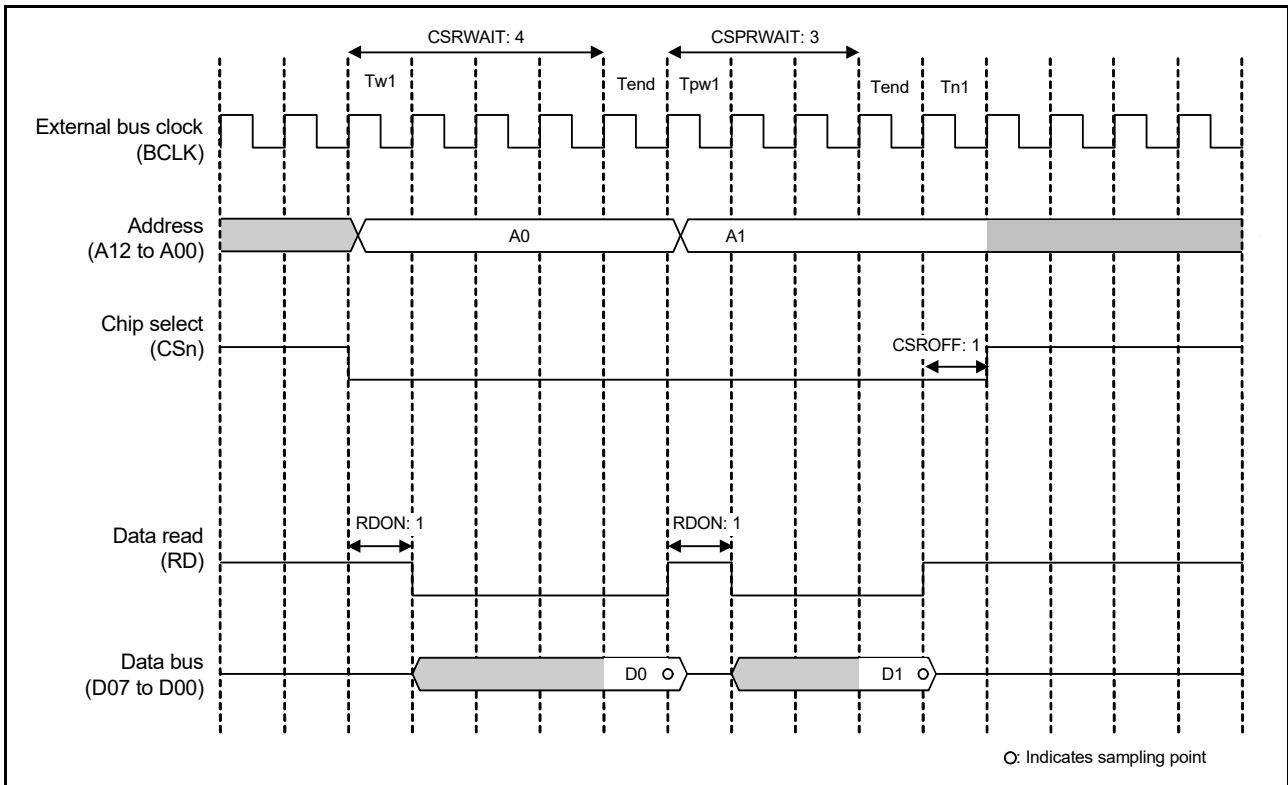 CSRWAIT: 4 CSPRWAIT: 3
Tw1 Tend Tpw1 Tend Tn1
External bus clock
(BCLK)
Address
(A12 to A00)
A0 A1
Chip select
(CSn)
CSROFF: 1
RDON: 1 RDON: 1
Data read
(RD)
Data bus
(D07 to D00)
D0 D1
O: Indicates sampling point